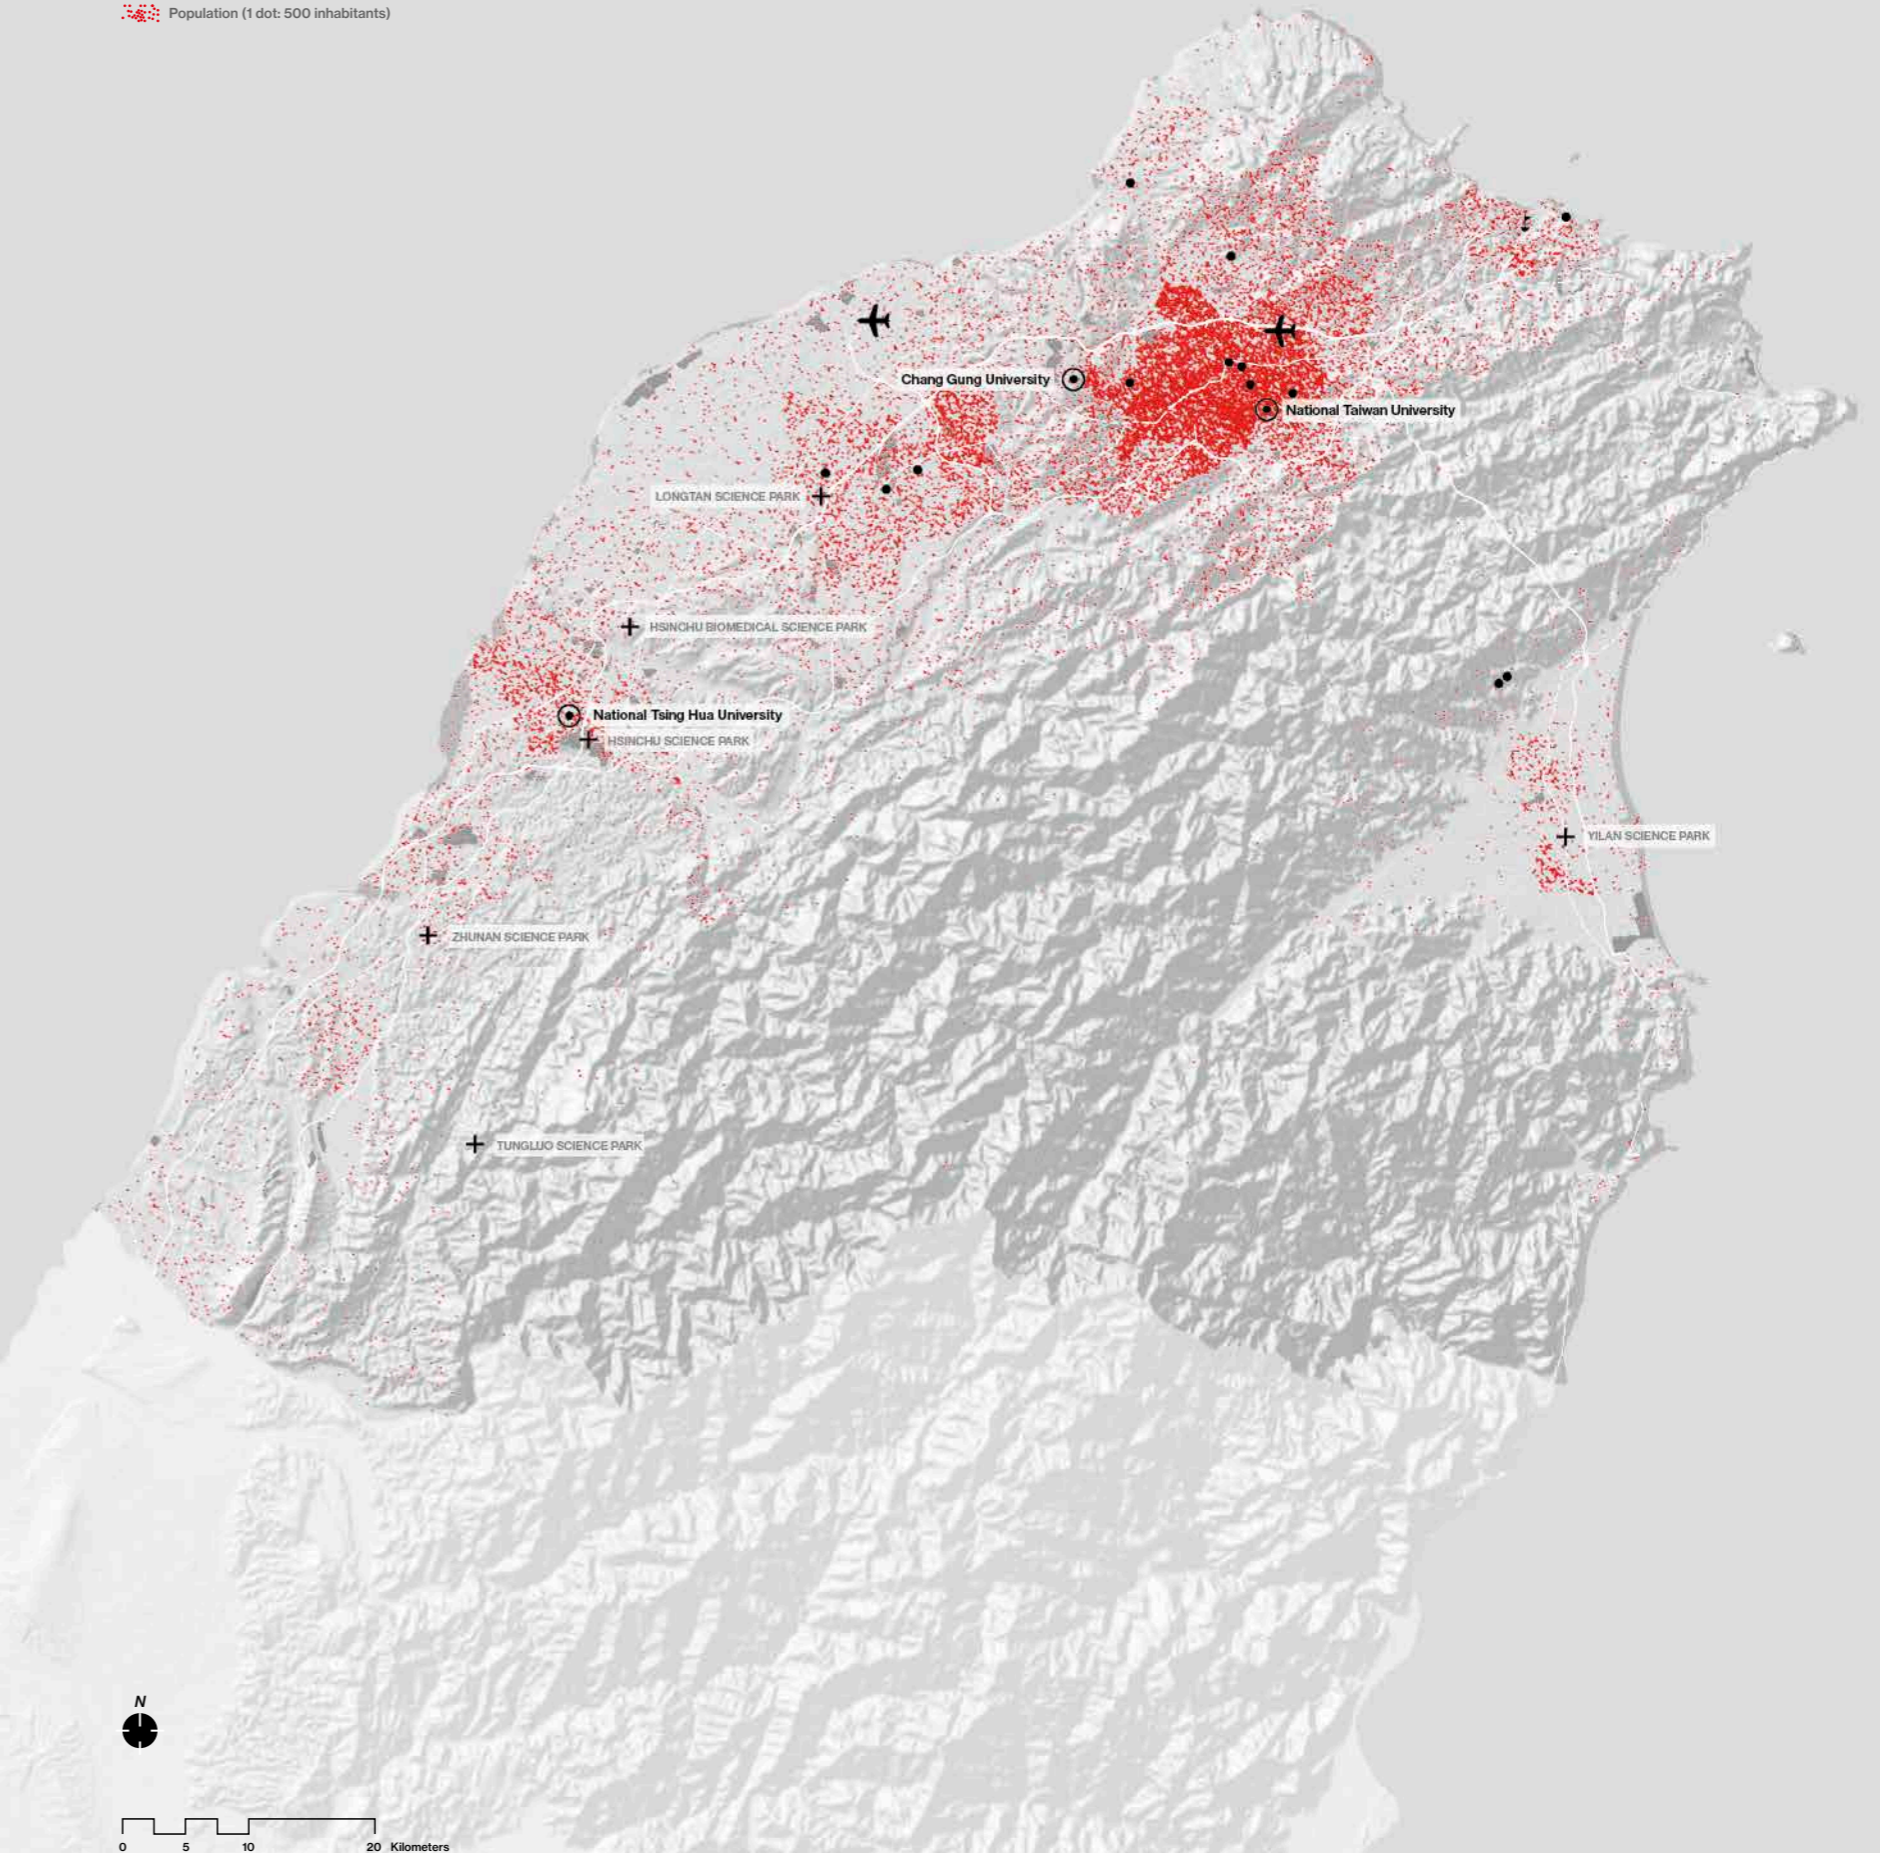 Population (1 dot: 500 inhabitants)
Chang Gung University
National Taiwan University
LONGTAN SCIENCE PARK
HSINCHU BIOMEDICAL SCIENCE PARK
National Tsing Hua University
HSINCHU SCIENCE PARK
YILAN SCIENCE PARK
ZHUNAN SCIENCE PARK
TUNGLUO SCIENCE PARK
N
0 5 10 20 Kilometers